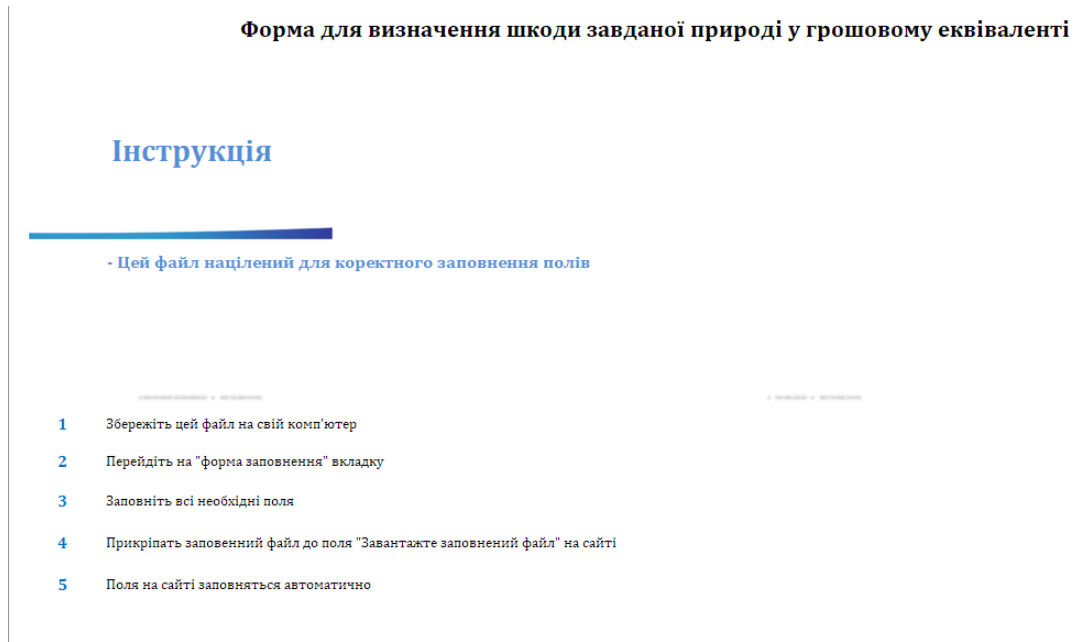 Форма для визначення шкоди завданої природі у грошовому еквіваленті
Інструкція
- Цей файл націлений для коректного заповнення полів
1 Збережіть цей файл на свій комп'ютер
2 Перейдіть на "форма заповнення" вкладку
3 Заповніть всі необхідні поля
4 Прикріпать заповенний файл до поля "Завантажте заповнений файл" на сайті
5 Поля на сайті заповняться автоматично